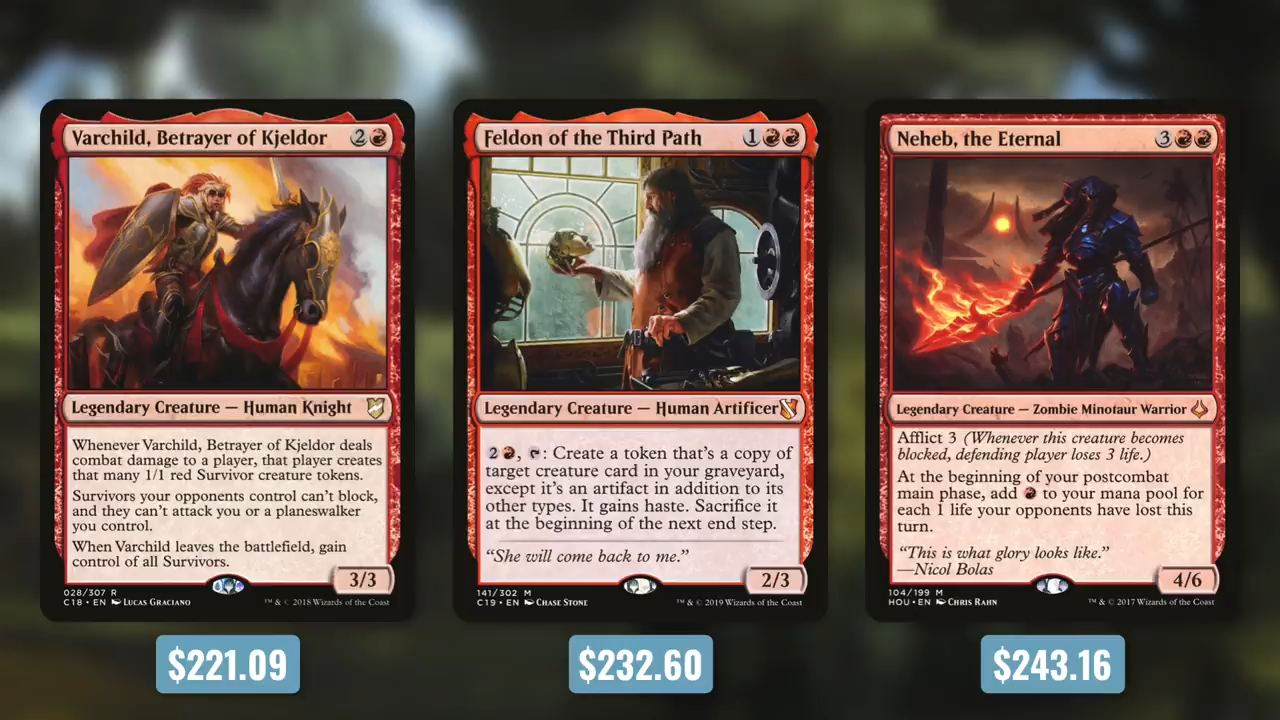 Varchild, Betrayer of Kjeldor 2
Legendary Creature — Human Knight
Whenever Varchild, Betrayer of Kjeldor deals
combat damage to a player, that player creates
that many 1/1 red Survivor creature tokens.
Survivors your opponents control can't block,
and they can't attack you or a planeswalker
you control.
When Varchild leaves the battlefield, gain
control of all Survivors.
3/3
028/307 R
C18 • EN Lucas Graciano
™ & © 2018 Wizards of the Coast
$221.09
Feldon of the Third Path 1
Legendary Creature — Human Artificer
2 , : Create a token that's a copy of
target creature card in your graveyard,
except it's an artifact in addition to its
other types. It gains haste. Sacrifice it
at the beginning of the next end step.
“She will come back to me.”
2/3
141/302 M
C19 • EN Chase Stone
™ & © 2019 Wizards of the Coast
$232.60
Neheb, the Eternal 3
Legendary Creature — Zombie Minotaur Warrior
Afflict 3 (Whenever this creature becomes
blocked, defending player loses 3 life.)
At the beginning of your postcombat
main phase, add to your mana pool for
each 1 life your opponents have lost this
turn.
“This is what glory looks like.”
—Nicol Bolas
4/6
104/199 M
HOU • EN Chris Rahn
™ & © 2017 Wizards of the Coast
$243.16